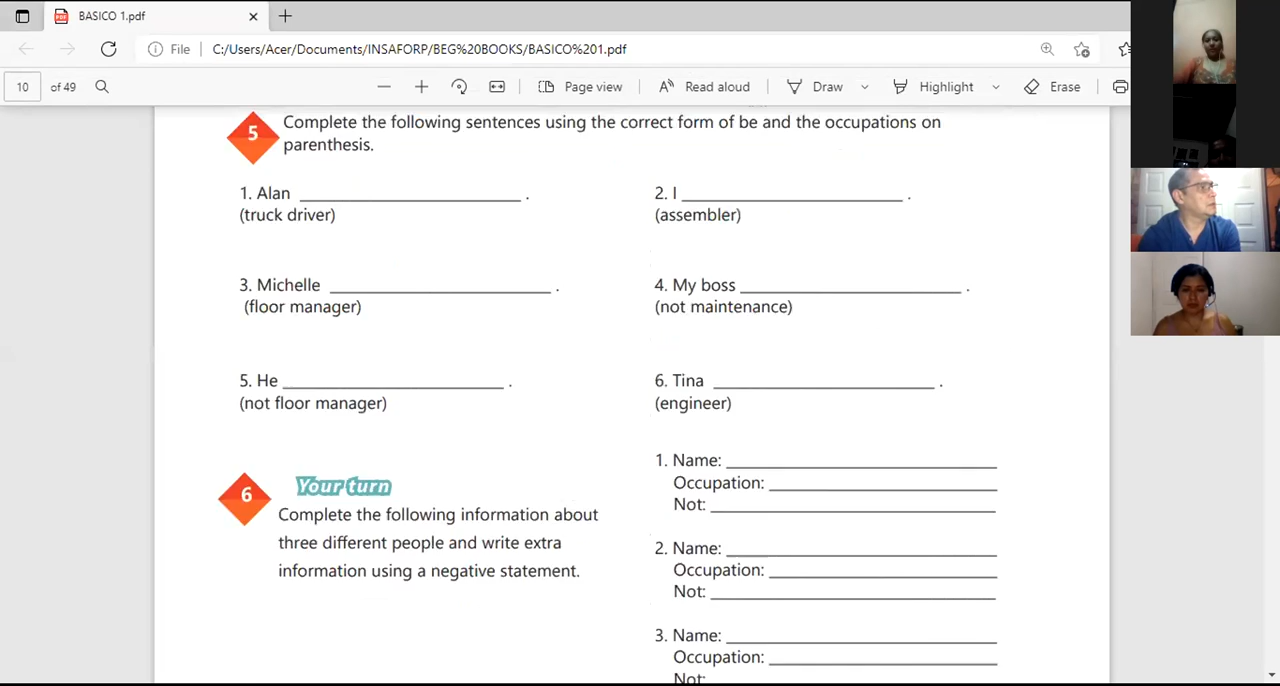 BASICO 1.pdf
File
C:/Users/Acer/Documents/INSAFORP/BEG%20BOOKS/BASICO%201.pdf
10 of 49
Page view
Read aloud
Draw
Highlight
Erase
5
Complete the following sentences using the correct form of be and the occupations on
parenthesis.
1. Alan ____________________ .
(truck driver)
2. I ____________________ .
(assembler)
3. Michelle ____________________ .
(floor manager)
4. My boss ____________________ .
(not maintenance)
5. He ____________________ .
(not floor manager)
6. Tina ____________________ .
(engineer)
6
Your turn
Complete the following information about
three different people and write extra
information using a negative statement.
1. Name: ____________________
Occupation: ____________________
Not: ____________________
2. Name: ____________________
Occupation: ____________________
Not: ____________________
3. Name: ____________________
Occupation: ____________________
Not: